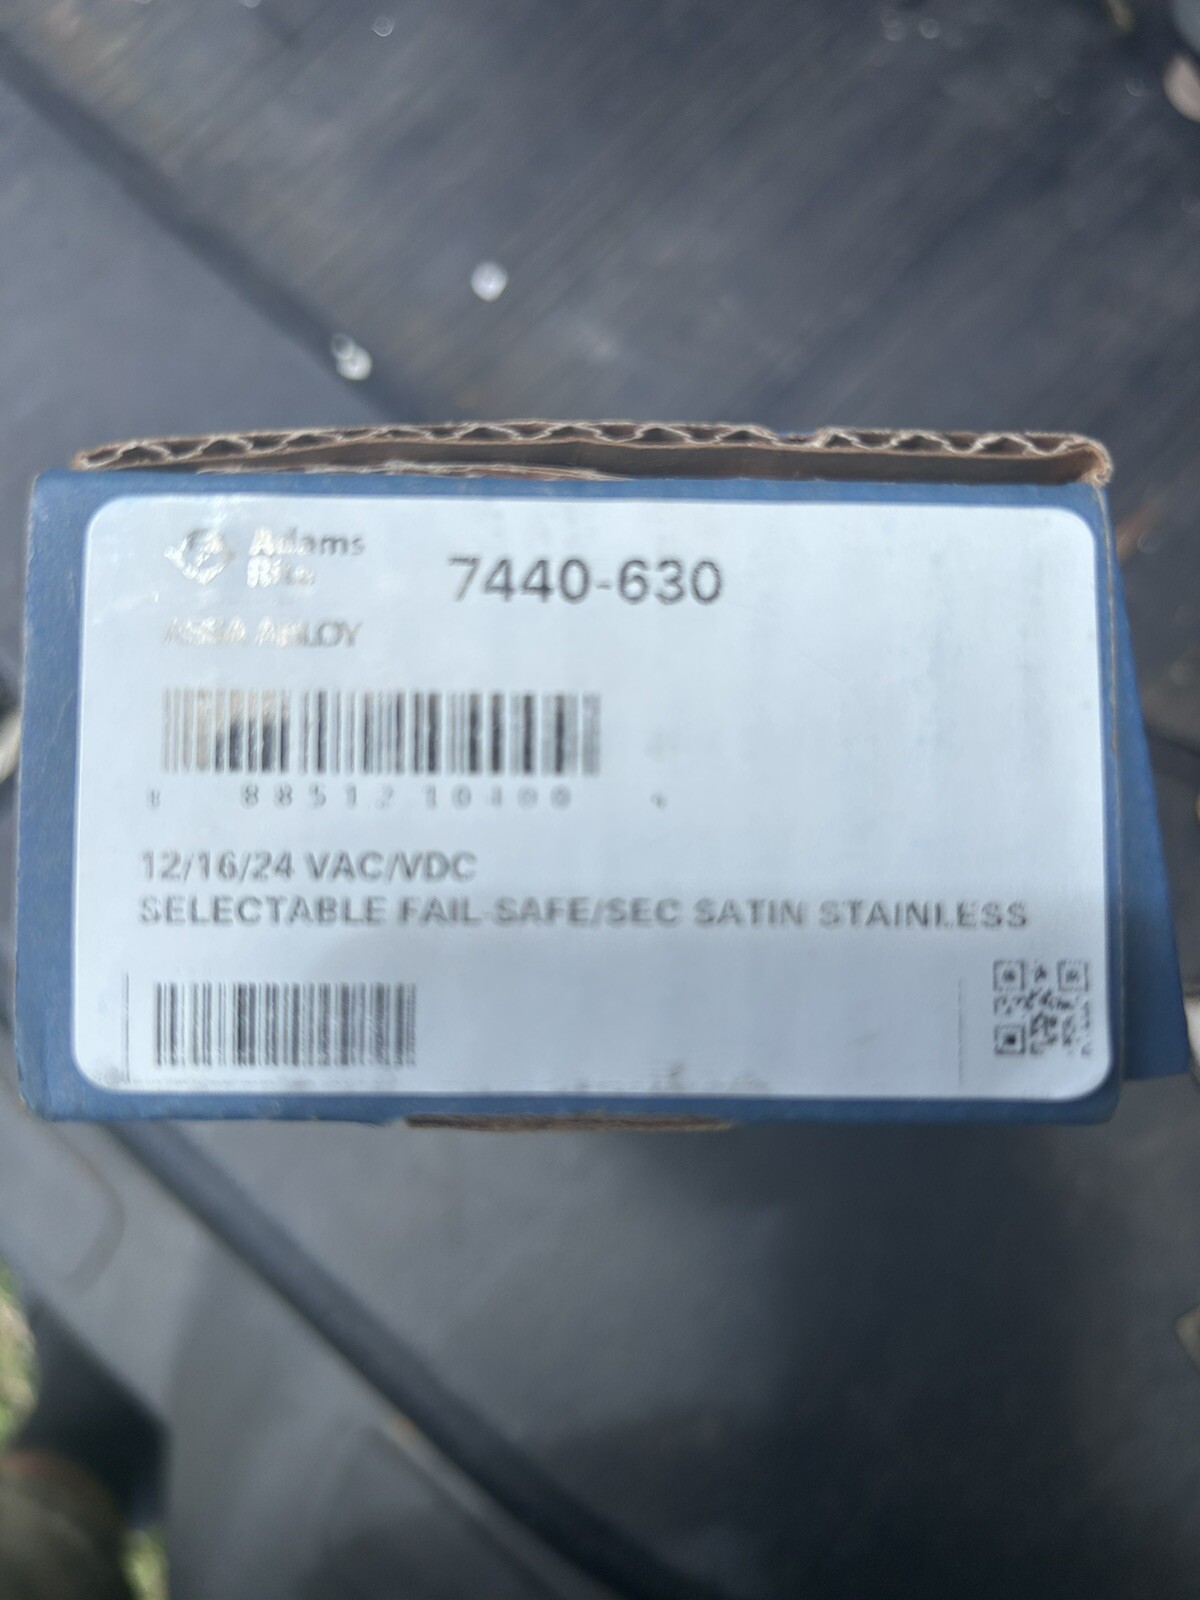 Adams
Rite
7440-630
ASSA ABLOY
12/16/24 VAC/VDC
SELECTABLE FAIL-SAFE/SEC SATIN STAINLESS